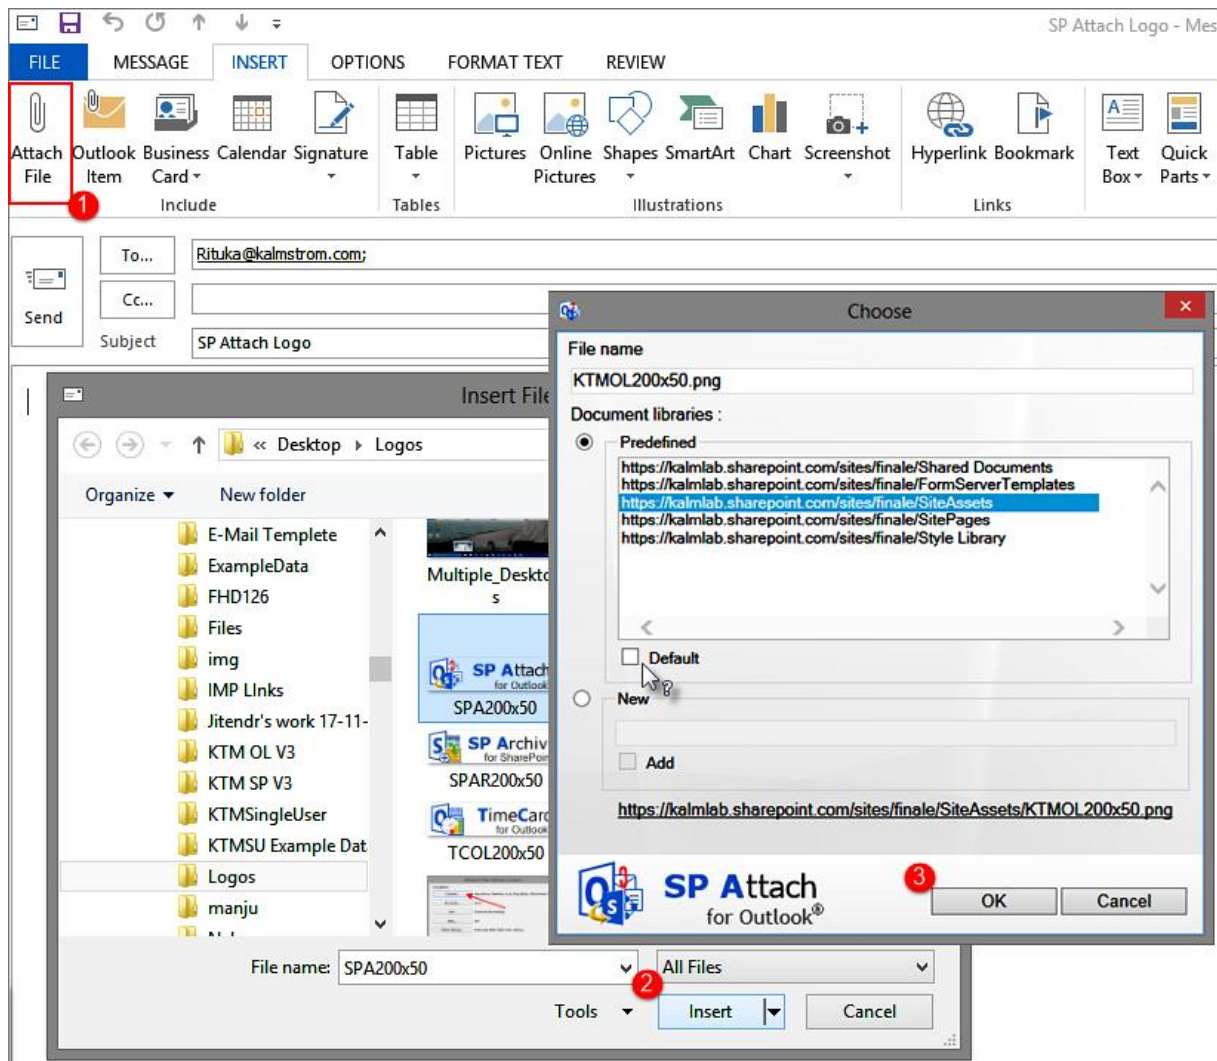 SP Attach Logo - Mes
FILE MESSAGE INSERT OPTIONS FORMAT TEXT REVIEW
Attach File
Outlook Item
Business Card
Calendar
Signature
Table
Pictures
Online Pictures
Shapes
SmartArt
Chart
Screenshot
Hyperlink
Bookmark
Text Box
Quick Parts
1
Include
Tables
Illustrations
Links
Send
To...
Rituka@kalmstrom.com;
Cc...
Subject
SP Attach Logo
Insert File
« Desktop Logos
Organize New folder
E-Mail Templete
ExampleData
FHD126
Files
img
IMP LInks
Jitendr's work 17-11-
KTM OL V3
KTM SP V3
KTMSingleUser
KTMSU Example Dat
Logos
manju
Multiple_Deskto
s
SP Attach
for Outlook
SPA200x50
SP Archiv
for SharePoin
SPAR200x50
TimeCard
for Outlook
TCOL200x50
File name: SPA200x50
All Files
2
Tools Insert Cancel
Choose
File name
KTMOL200x50.png
Document libraries :
Predefined
https://kalmlab.sharepoint.com/sites/finale/Shared Documents
https://kalmlab.sharepoint.com/sites/finale/FormServerTemplates
https://kalmlab.sharepoint.com/sites/finale/SiteAssets
https://kalmlab.sharepoint.com/sites/finale/SitePages
https://kalmlab.sharepoint.com/sites/finale/Style Library
Default
New
Add
https://kalmlab.sharepoint.com/sites/finale/SiteAssets/KTMOL200x50.png
SP Attach
for Outlook®
3
OK Cancel